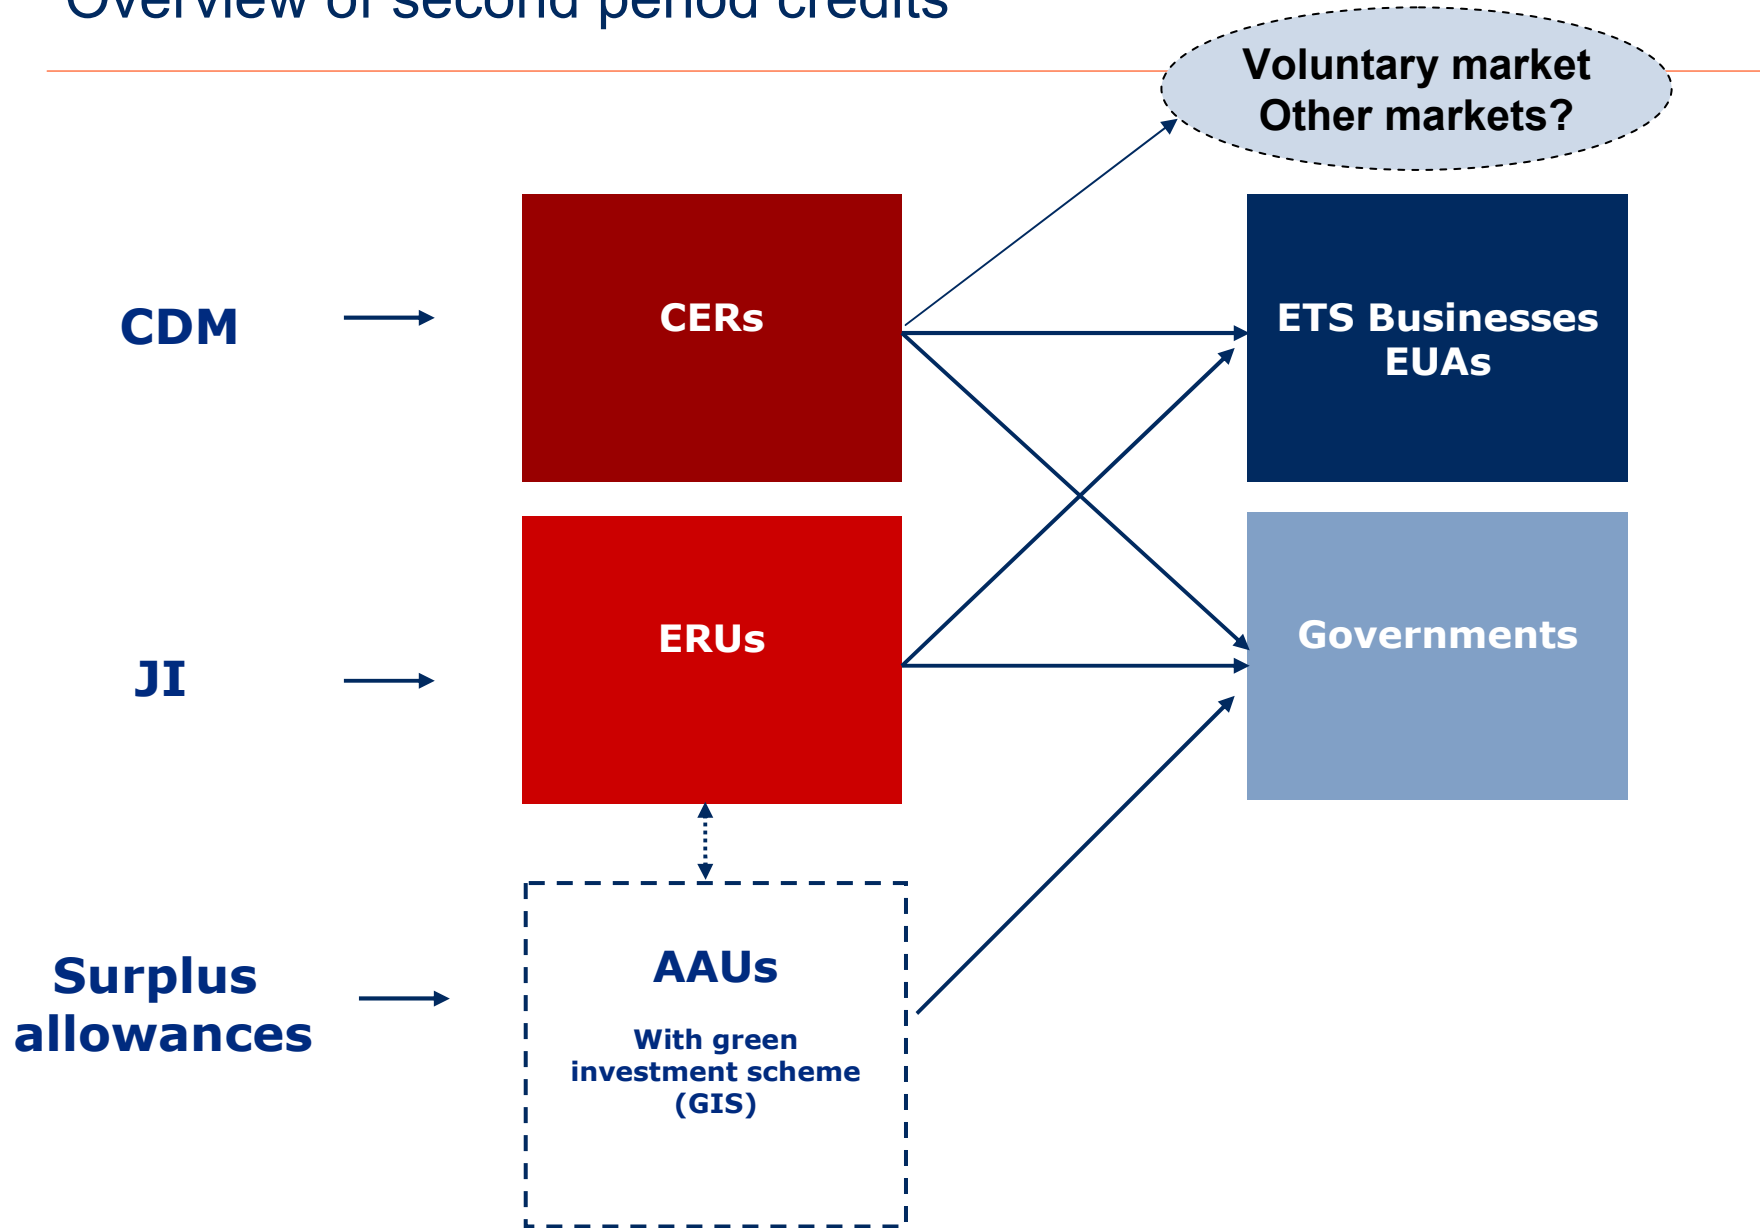 Overview of second period credits
Voluntary market
Other markets?
CDM
CERs
ETS Businesses
EUAs
JI
ERUs
Governments
Surplus
allowances
AAUs
With green
investment scheme
(GIS)